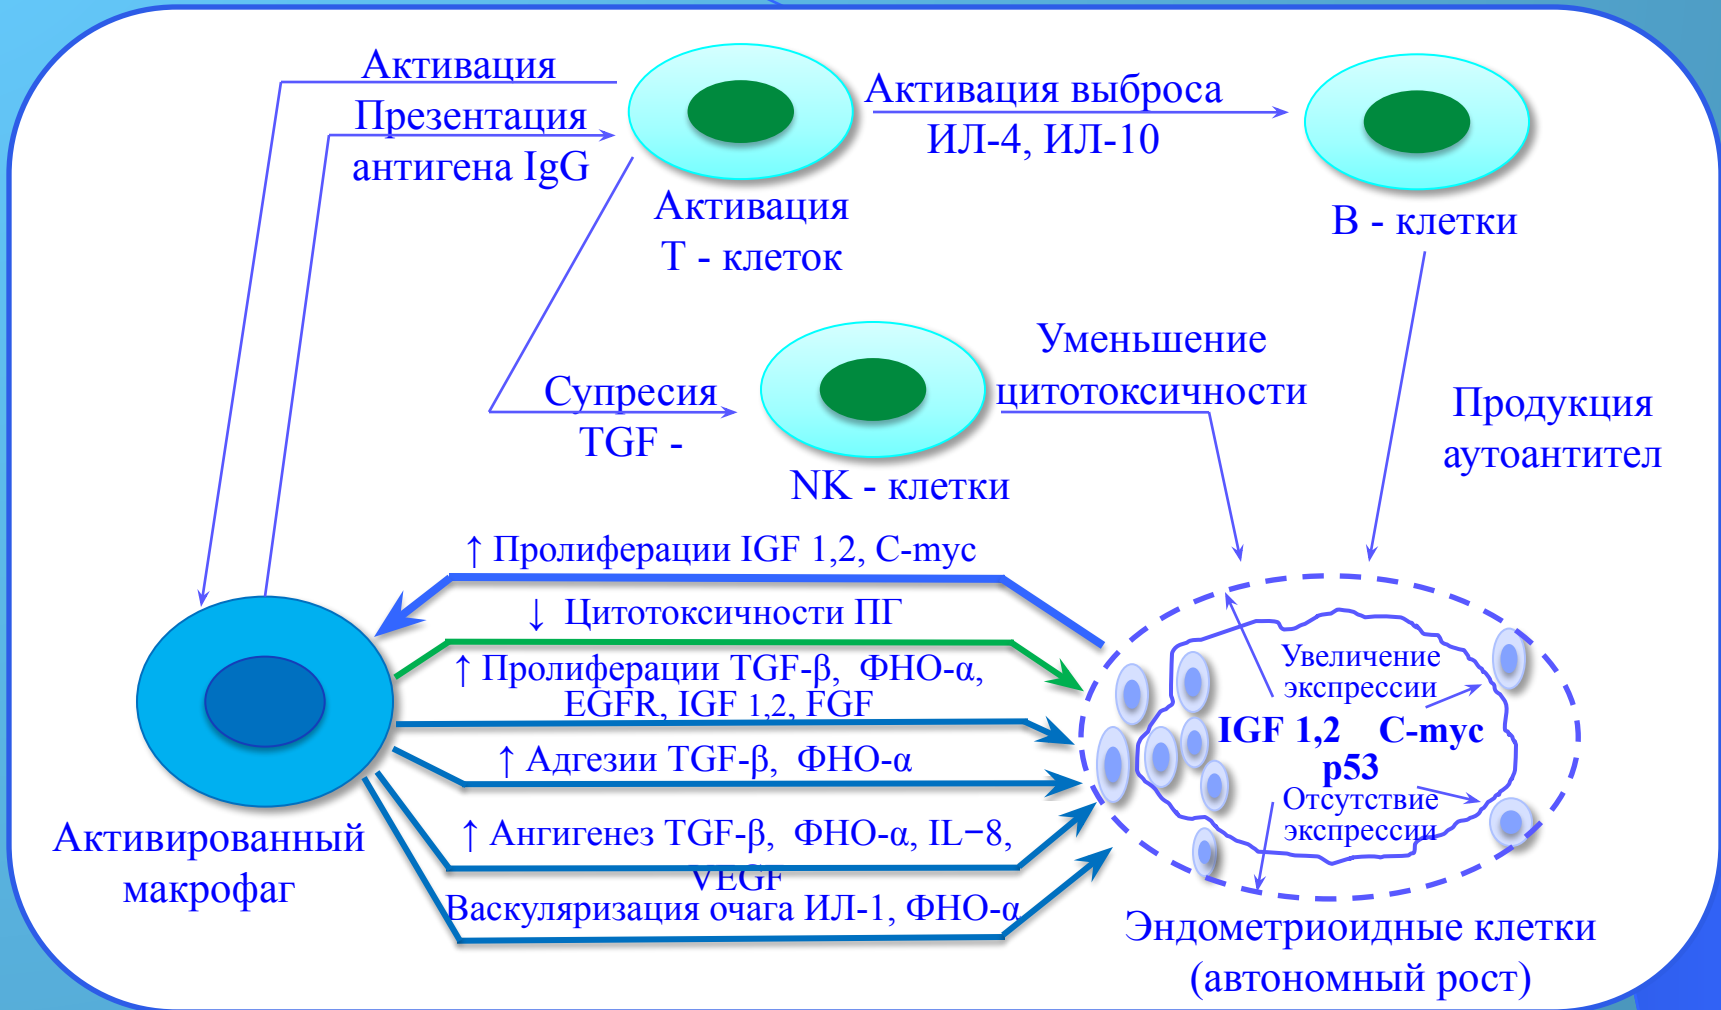 Активация
Презентация
антигена IgG
Активация
Т - клеток
Активация выброса
ИЛ-4, ИЛ-10
В - клетки
Супресия
TGF -
NK - клетки
Уменьшение
цитотоксичности
Продукция
аутоантител
↑ Пролиферации IGF 1,2, C-myc
↓ Цитотоксичности ПГ
↑ Пролиферации TGF-β, ФНО-α,
EGFR, IGF 1,2, FGF
↑ Адгезии TGF-β, ФНО-α
↑ Ангигенез TGF-β, ФНО-α, IL−8,
VEGF
Васкуляризация очага ИЛ-1, ФНО-α
Активированный
макрофаг
Увеличение
экспрессии
IGF 1,2 C-myc
p53
Отсутствие
экспрессии
Эндометриоидные клетки
(автономный рост)